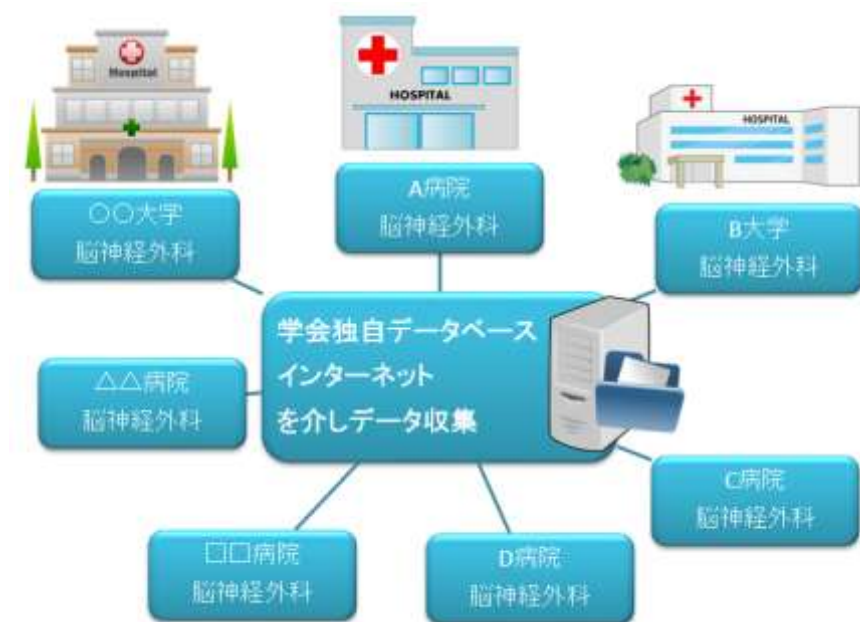 Hospital
HOSPITAL
HOSPITAL
〇〇大学
脳神経外科
A病院
脳神経外科
B大学
脳神経外科
学会独自データベース
インターネット
を介しデータ収集
△△病院
脳神経外科
C病院
脳神経外科
□□病院
脳神経外科
D病院
脳神経外科